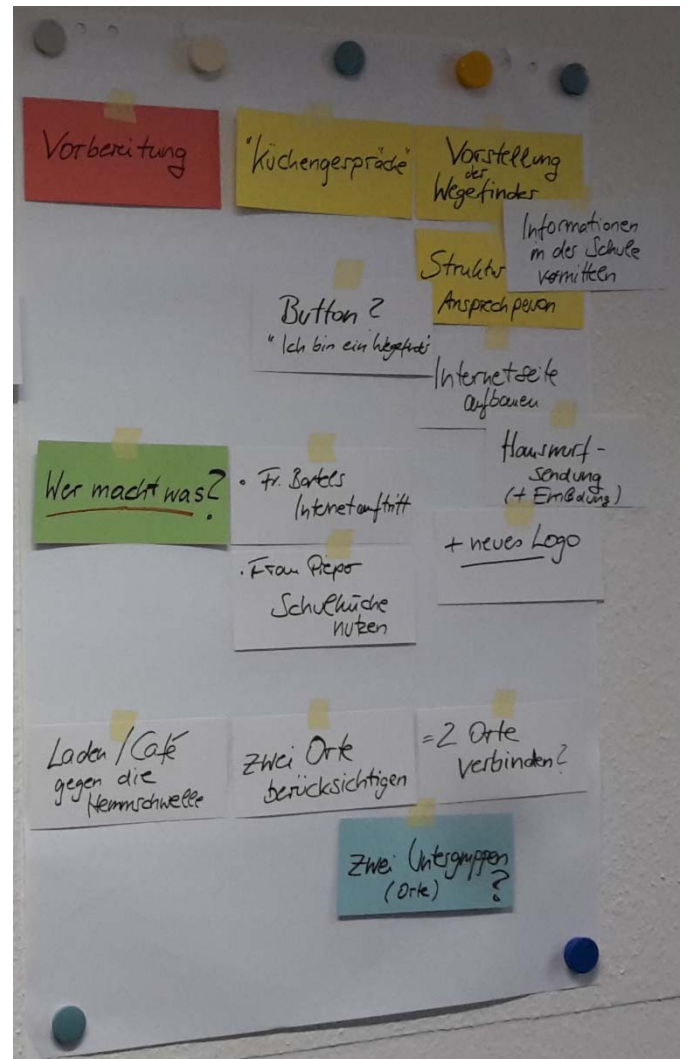 Vorbereitung
"Küchengespräche"
Vorstellung
der
Wegefinder
Informationen
in der Schule
vermitteln
Struktur
Ansprechperson
Button?
"Ich bin ein Wegefinder"
Internetseite
aufbauen
Hauswurf-
sendung
(+ Einladung)
Wer macht was?
• Fr. Bartels
Internetauftritt
+ neues Logo
• Frau Pieper
Schulküche
nutzen
Laden/Café
gegen die
Hemmschwelle
zwei Orte
berücksichtigen
= 2 Orte
verbinden?
zwei Untergruppen
(Orte) ?